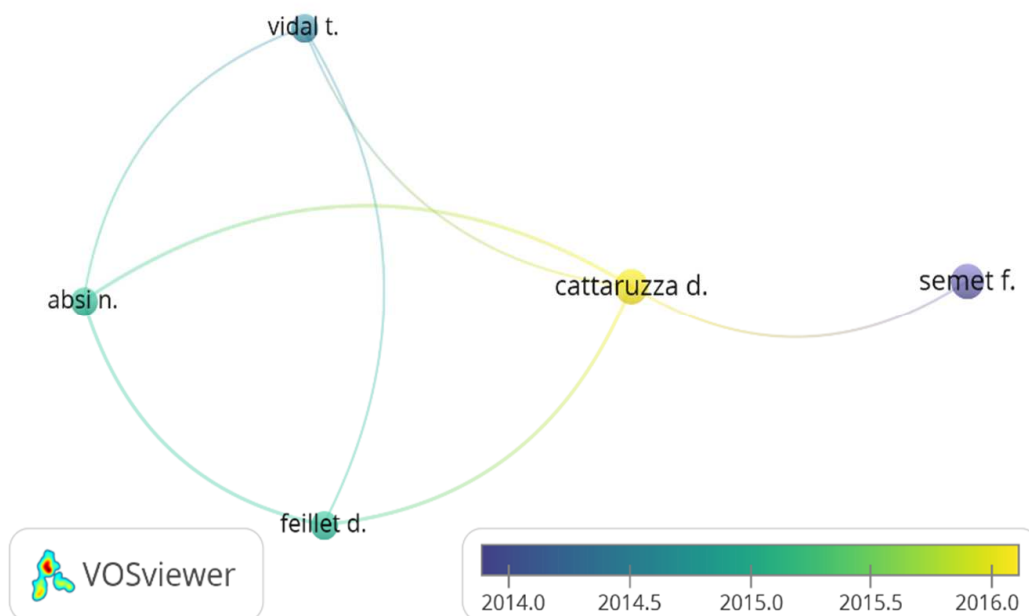 vidal t.
absi n.
cattaruzza d.
semet f.
feillet d.
VOSviewer
2014.0 2014.5 2015.0 2015.5 2016.0